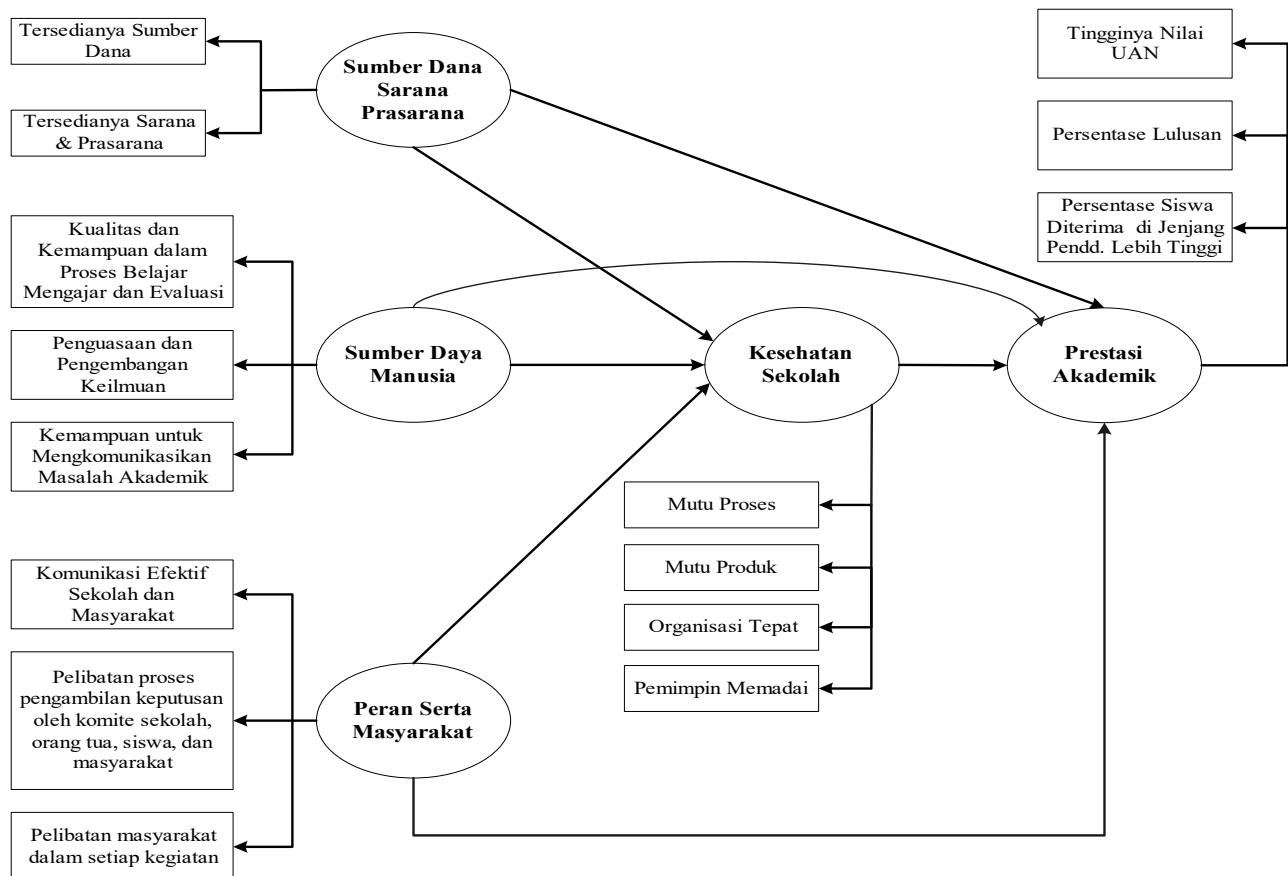 Tersedianya Sumber
Dana
Tersedianya Sarana
& Prasarana
Sumber Dana
Sarana
Prasarana
Tingginya Nilai
UAN
Persentase Lulusan
Persentase Siswa
Diterima di Jenjang
Pendd. Lebih Tinggi
Kualitas dan
Kemampuan dalam
Proses Belajar
Mengajar dan Evaluasi
Penguasaan dan
Pengembangan
Keilmuan
Kemampuan untuk
Mengkomunikasikan
Masalah Akademik
Sumber Daya
Manusia
Kesehatan
Sekolah
Prestasi
Akademik
Mutu Proses
Mutu Produk
Organisasi Tepat
Pemimpin Memadai
Komunikasi Efektif
Sekolah dan
Masyarakat
Pelibatan proses
pengambilan keputusan
oleh komite sekolah,
orang tua, siswa, dan
masyarakat
Pelibatan masyarakat
dalam setiap kegiatan
Peran Serta
Masyarakat